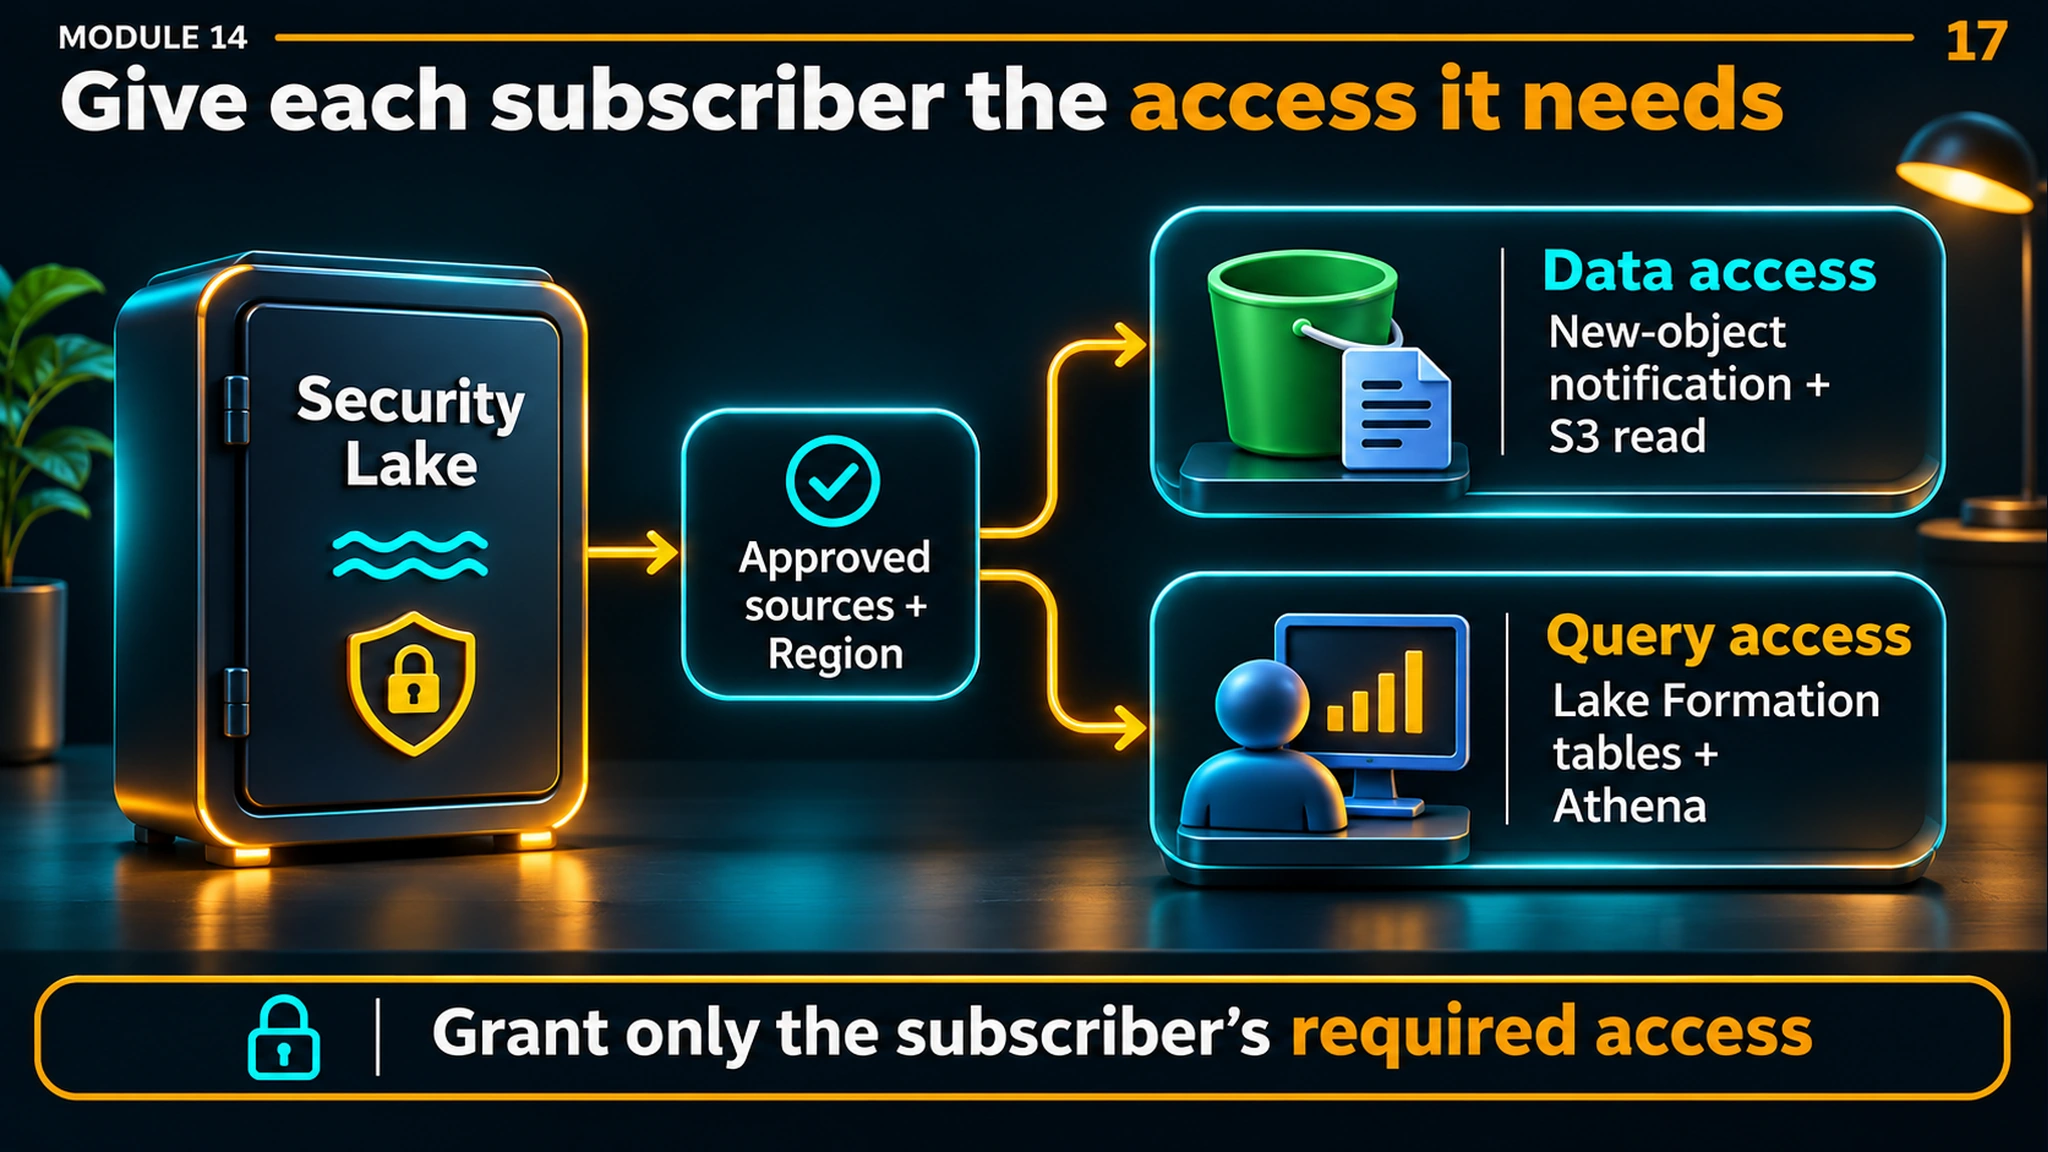 MODULE 14
17
Give each subscriber the access it needs
Security
Lake
Approved
sources +
Region
Data access
New-object
notification +
S3 read
Query access
Lake Formation
tables +
Athena
Grant only the subscriber’s required access